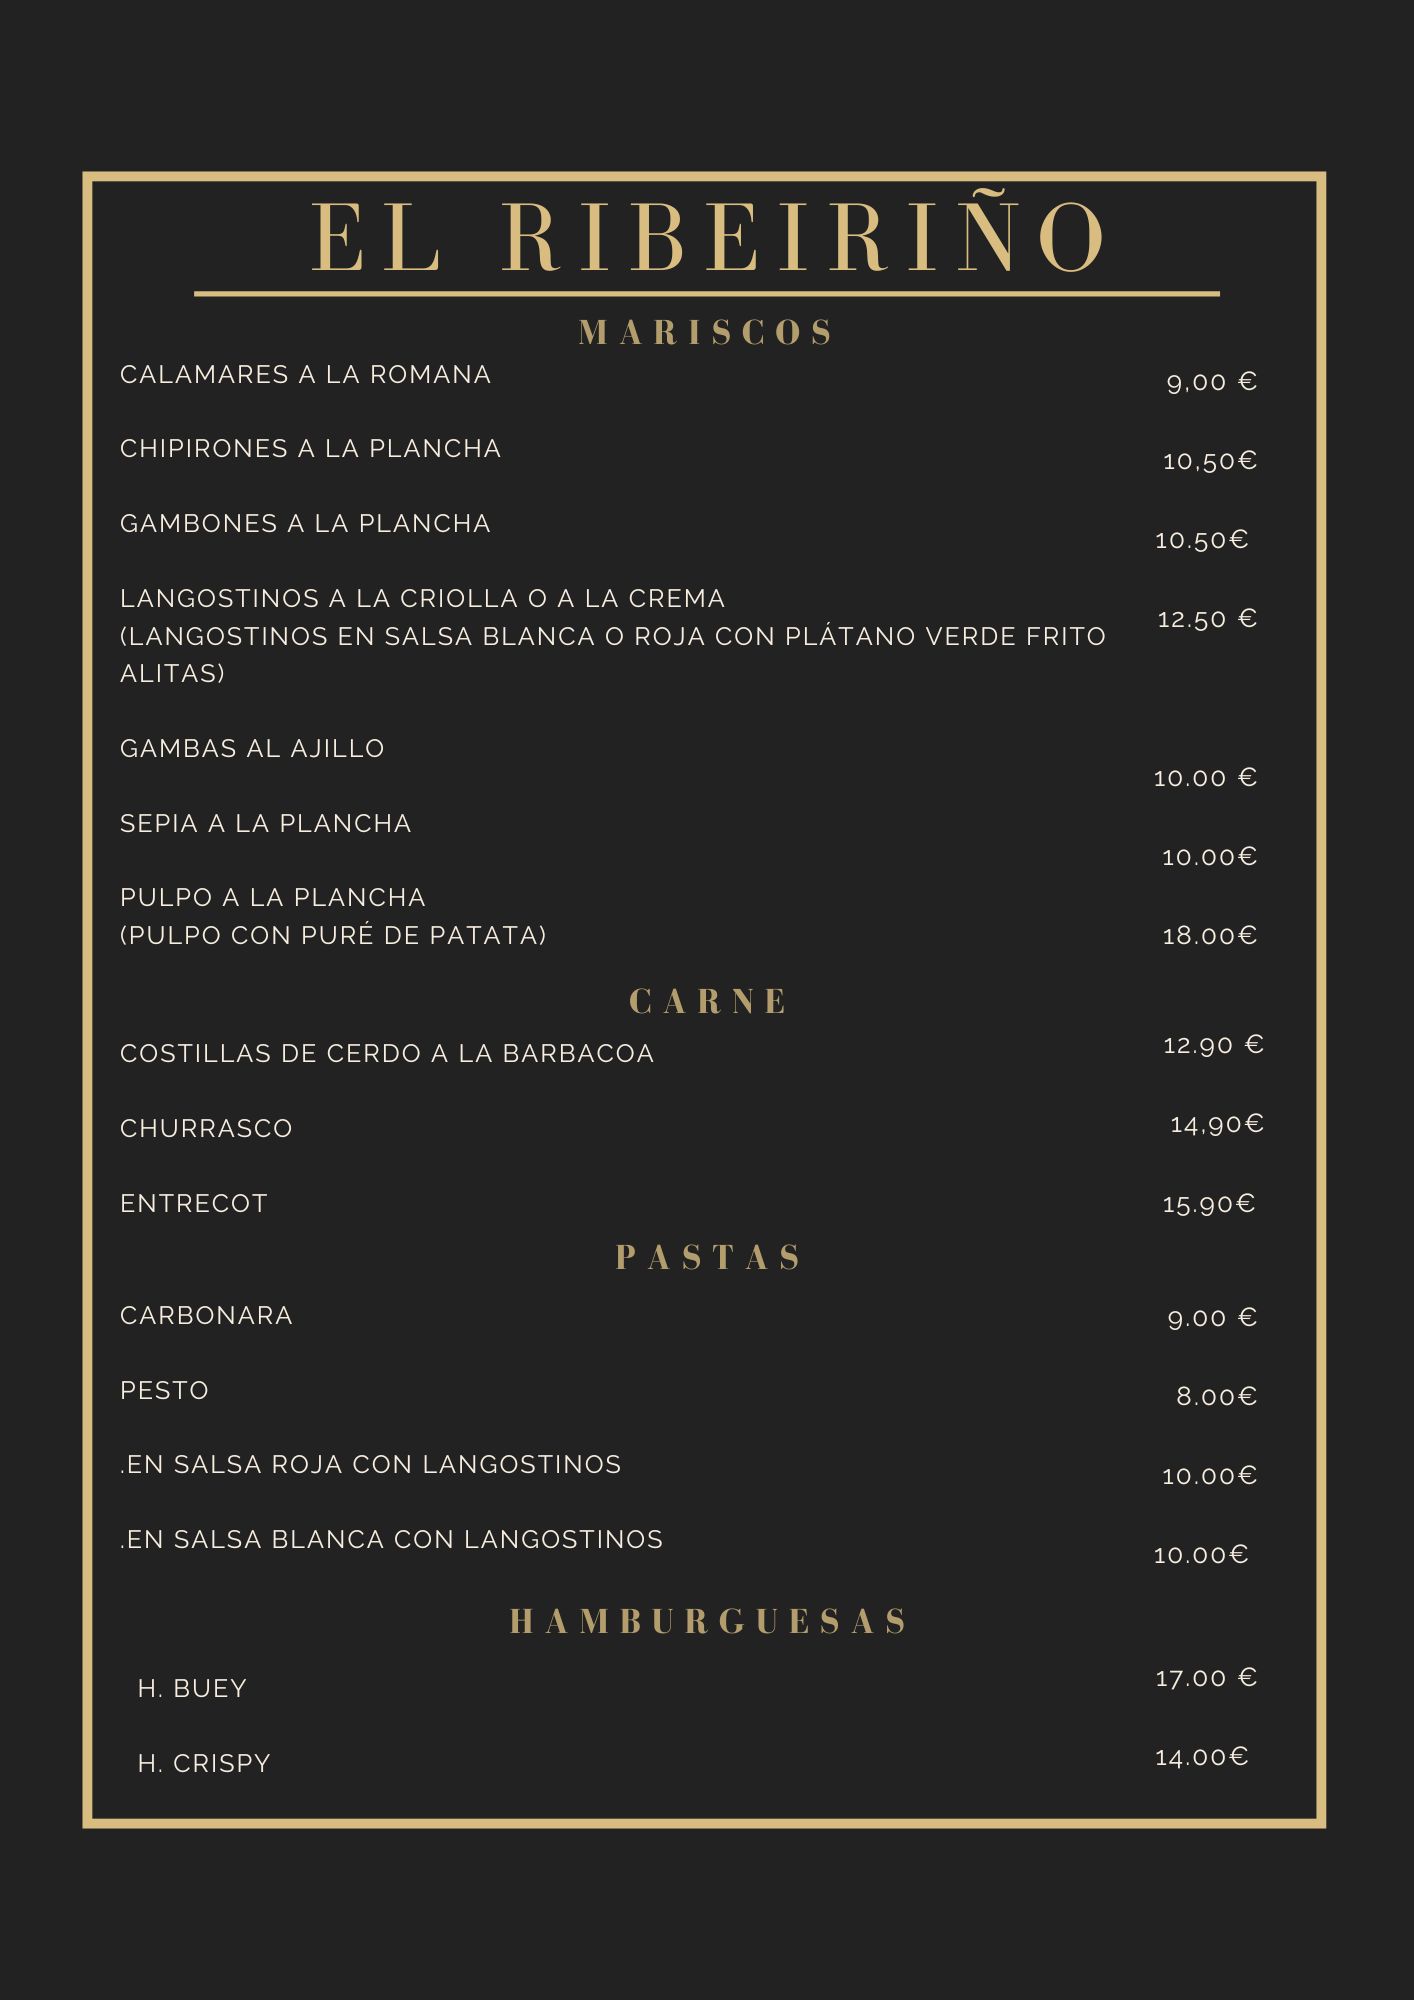 EL RIBEIRIÑO
MARISCOS
CALAMARES A LA ROMANA 9,00 €
CHIPIRONES A LA PLANCHA 10,50€
GAMBONES A LA PLANCHA 10.50€
LANGOSTINOS A LA CRIOLLA O A LA CREMA 12.50 €
(LANGOSTINOS EN SALSA BLANCA O ROJA CON PLÁTANO VERDE FRITO
ALITAS)
GAMBAS AL AJILLO 10.00 €
SEPIA A LA PLANCHA 10.00€
PULPO A LA PLANCHA
(PULPO CON PURÉ DE PATATA) 18.00€
CARNE
COSTILLAS DE CERDO A LA BARBACOA 12.90 €
CHURRASCO 14,90€
ENTRECOT 15.90€
PASTAS
CARBONARA 9.00 €
PESTO 8.00€
.EN SALSA ROJA CON LANGOSTINOS 10.00€
.EN SALSA BLANCA CON LANGOSTINOS 10.00€
HAMBURGUESAS
H. BUEY 17.00 €
H. CRISPY 14.00€